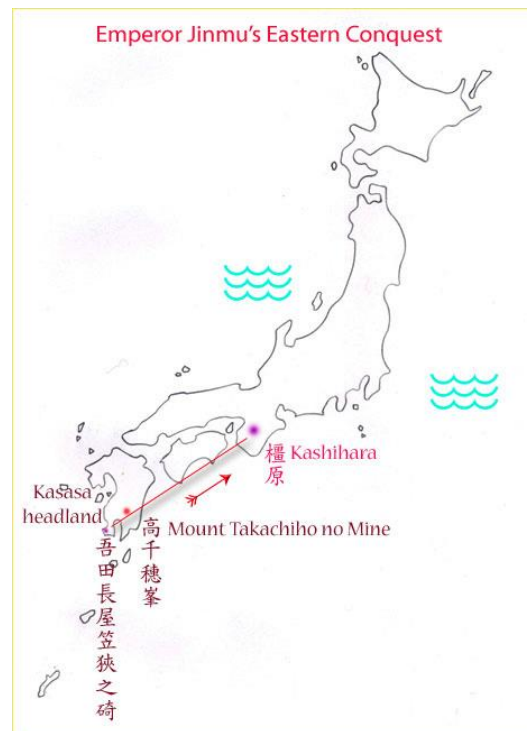 Emperor Jinmu's Eastern Conquest
橿原
Kashihara
Kasasa
headland
高千穂峯
Mount Takachiho no Mine
吾田長屋笠狹之碕